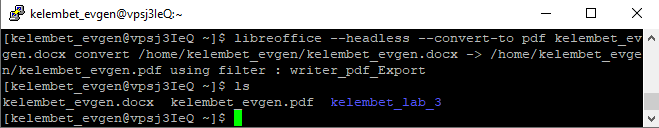 kelembet_evgen@vpsj3IeQ:~
[kelembet_evgen@vpsj3IeQ ~]$ libreoffice --headless --convert-to pdf kelembet_ev
gen.docx convert /home/kelembet_evgen/kelembet_evgen.docx -> /home/kelembet_evge
n/kelembet_evgen.pdf using filter : writer_pdf_Export
[kelembet_evgen@vpsj3IeQ ~]$ ls
kelembet_evgen.docx  kelembet_evgen.pdf  kelembet_lab_3
[kelembet_evgen@vpsj3IeQ ~]$